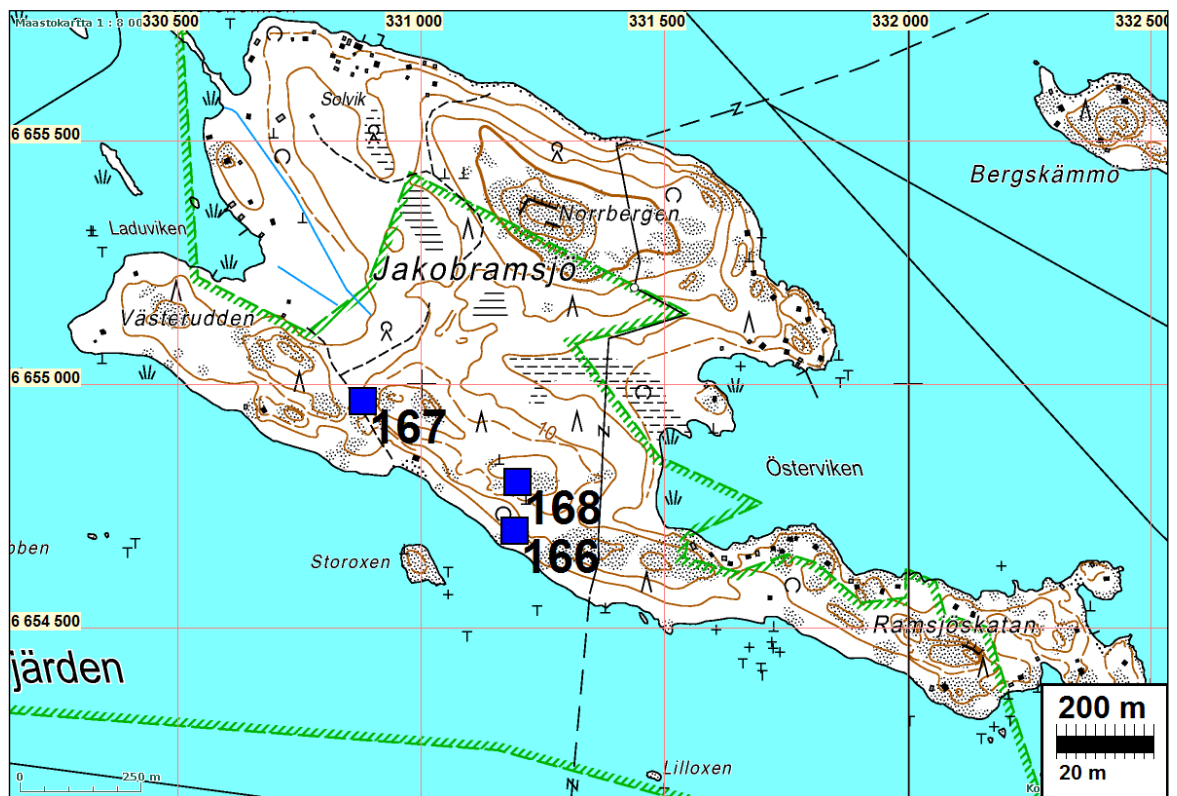 Maastokartta 1 : 8 00
330 500
331 000
331 500
332 000
332 500
Solvik
6 655 500
Bergskämmo
Norrbergen
Laduviken
Jakobramsjö
Västerudden
6 655 000
167
10
Österviken
168
166
Storoxen
6 654 500
Ramsjöskatan
järden
200 m
20 m
Lilloxen
0
250 m